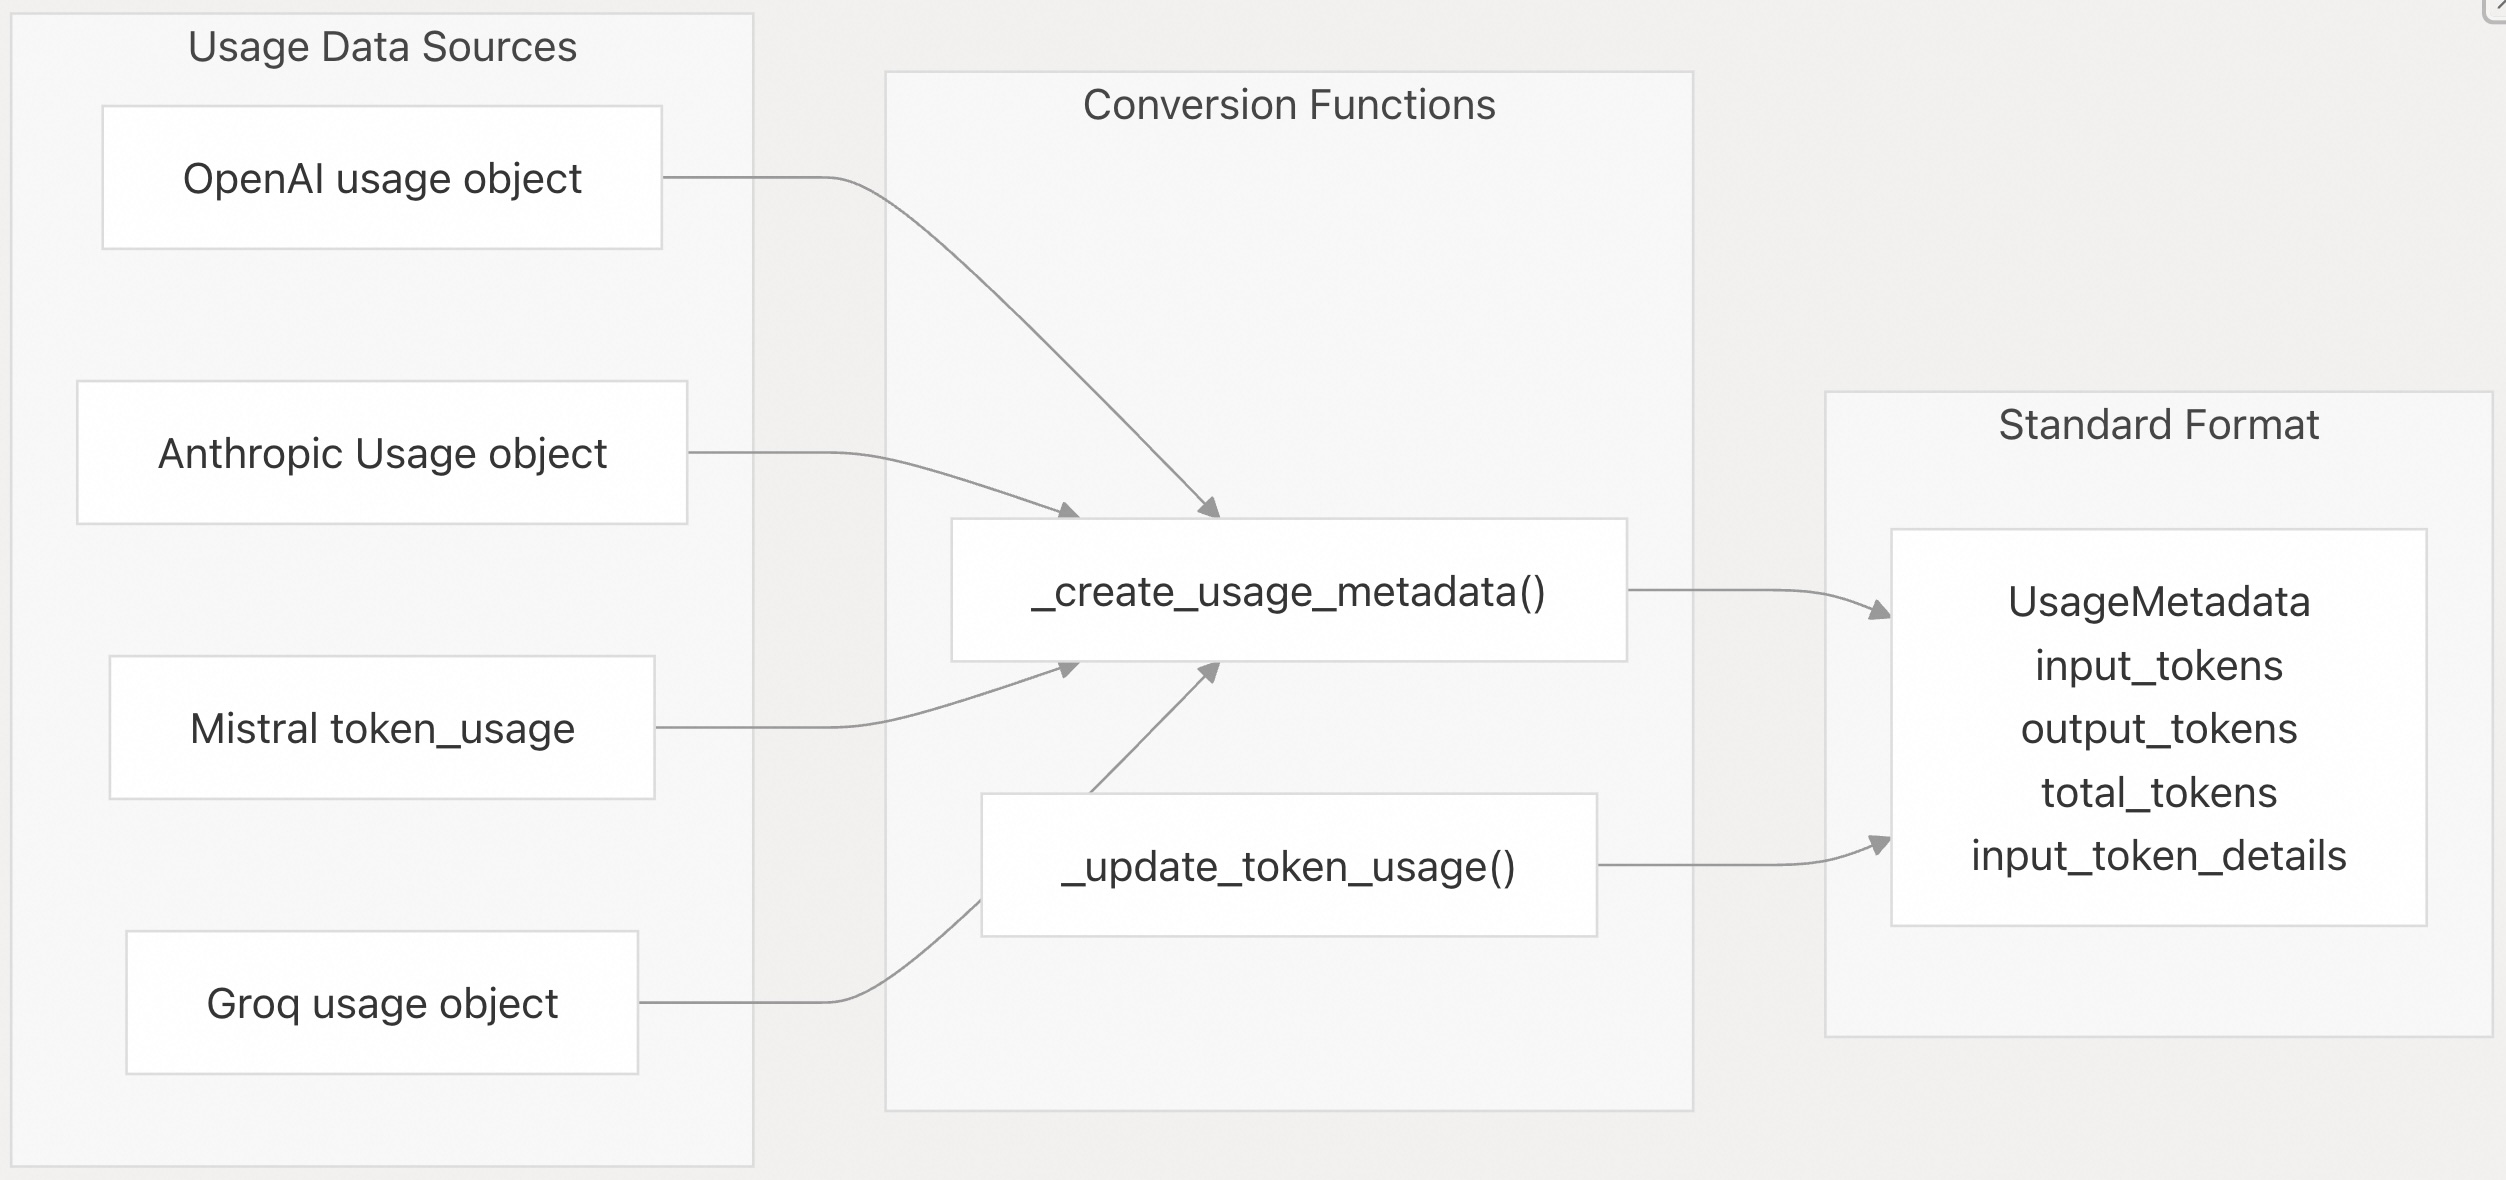 Usage Data Sources
OpenAI usage object
Anthropic Usage object
Mistral token_usage
Groq usage object
Conversion Functions
_create_usage_metadata()
_update_token_usage()
Standard Format
UsageMetadata
input_tokens
output_tokens
total_tokens
input_token_details